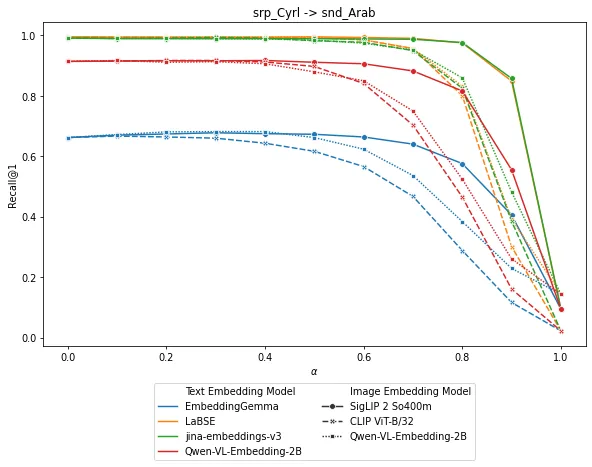 srp_Cyrl -> snd_Arab
1.0
0.8
0.6
0.4
0.2
0.0
Recall@1
0.0 0.2 0.4 0.6 0.8 1.0
α
Text Embedding Model
EmbeddingGemma
LaBSE
jina-embeddings-v3
Qwen-VL-Embedding-2B
Image Embedding Model
SigLIP 2 So400m
CLIP ViT-B/32
Qwen-VL-Embedding-2B